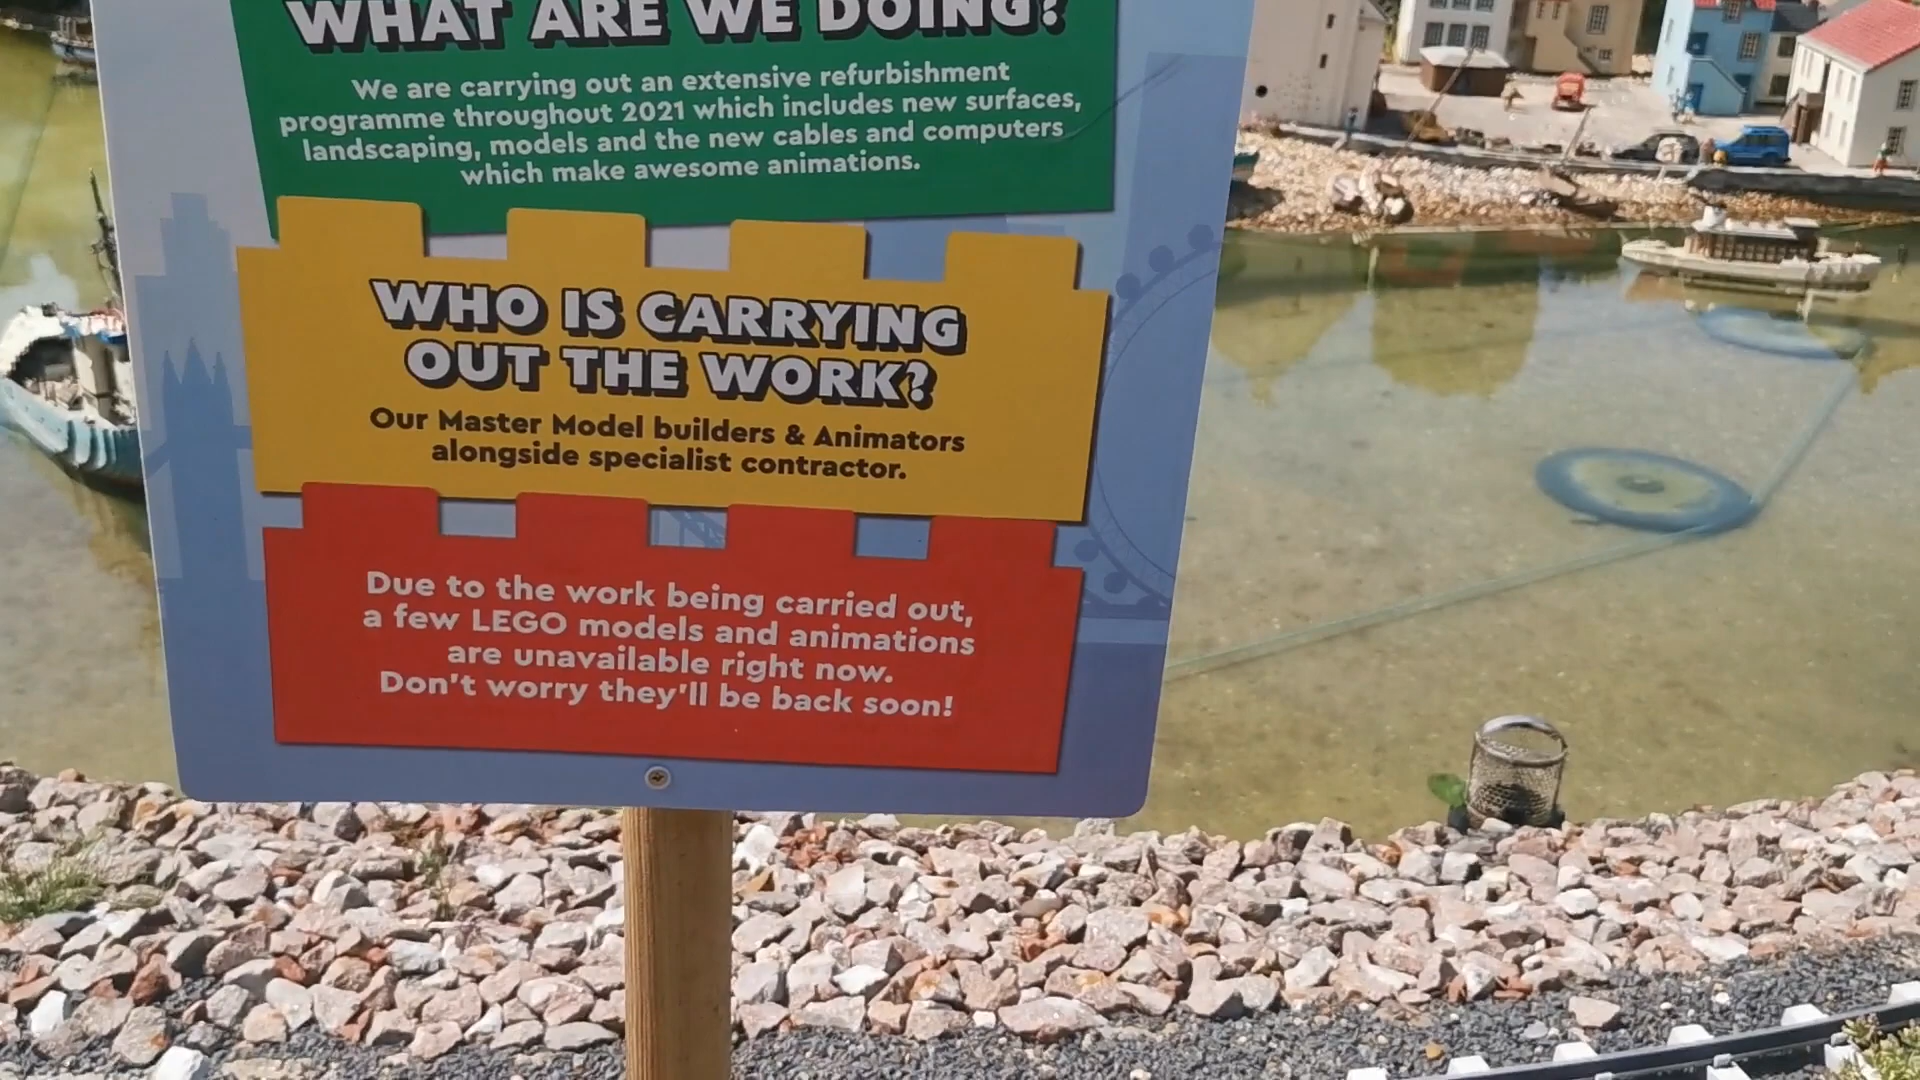 WHAT ARE WE DOING?
We are carrying out an extensive refurbishment
programme throughout 2021 which includes new surfaces,
landscaping, models and the new cables and computers
which make awesome animations.
WHO IS CARRYING
OUT THE WORK?
Our Master Model builders & Animators
alongside specialist contractor.
Due to the work being carried out,
a few LEGO models and animations
are unavailable right now.
Don't worry they'll be back soon!